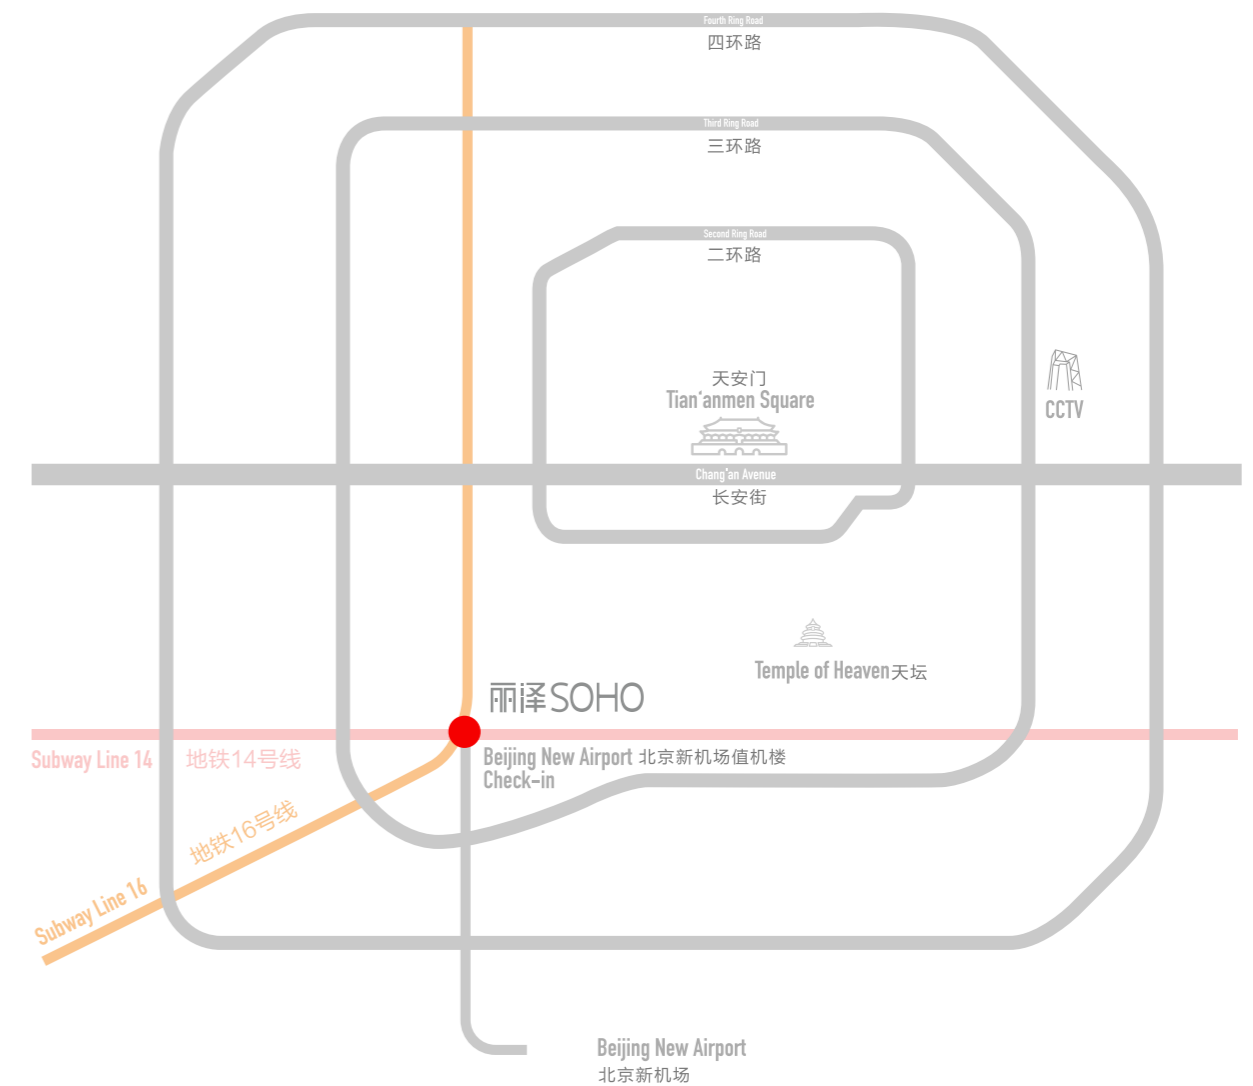 Fourth Ring Road
四环路
Third Ring Road
三环路
Second Ring Road
二环路
天安门
Tian'anmen Square
CCTV
Chang'an Avenue
长安街
Temple of Heaven天坛
丽泽SOHO
Subway Line 14 地铁14号线
Beijing New Airport 北京新机场值机楼
Check-in
地铁16号线
Subway Line 16
Beijing New Airport
北京新机场